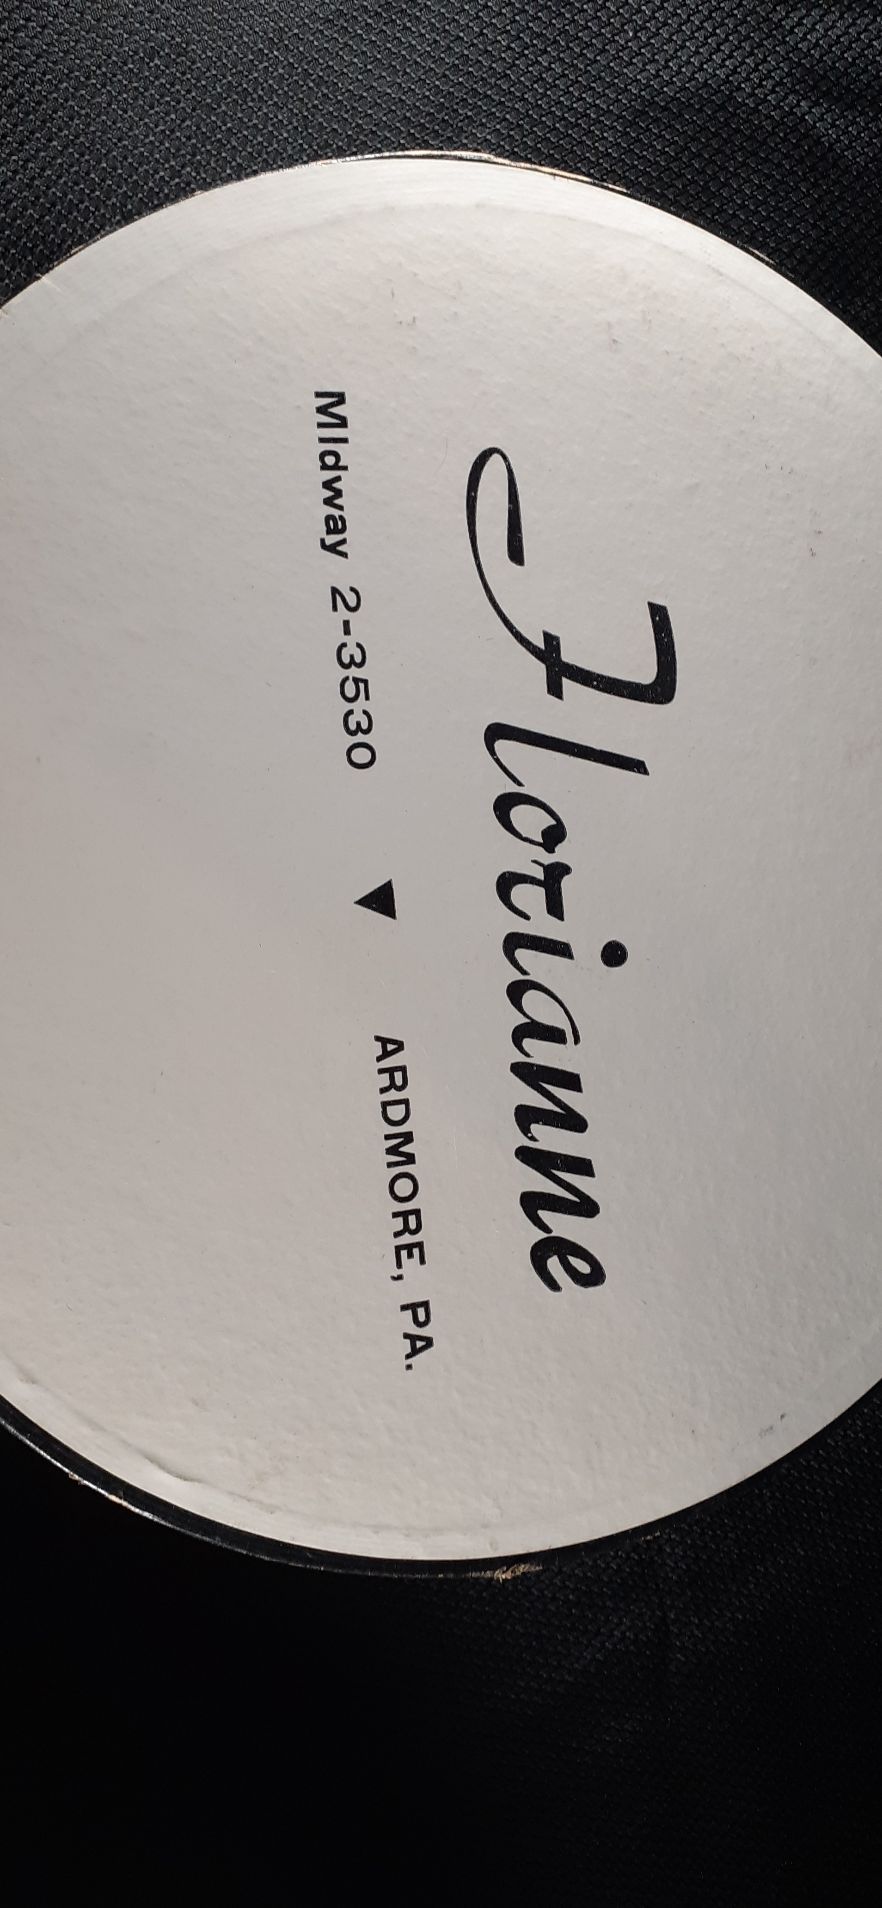 Florianne
MIdway 2-3530 ▼ ARDMORE, PA.